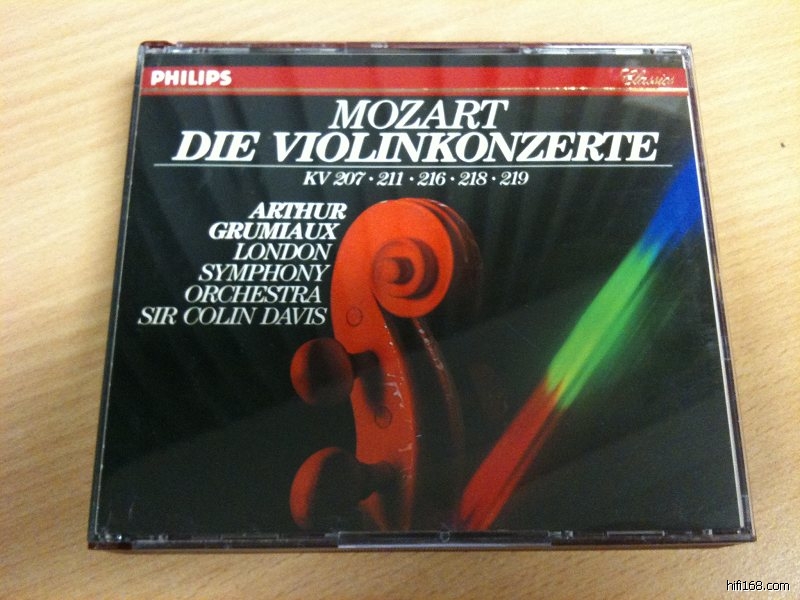 PHILIPS Classics
MOZART
DIE VIOLINKONZERTE
KV 207 · 211 · 216 · 218 · 219
ARTHUR
GRUMIAUX
LONDON
SYMPHONY
ORCHESTRA
SIR COLIN DAVIS
hifi168.com